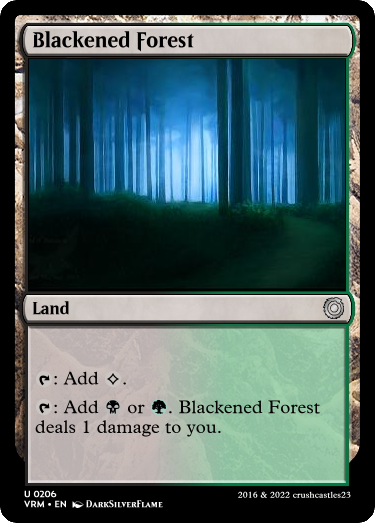 Blackened Forest
Land
: Add .
: Add or . Blackened Forest
deals 1 damage to you.
U 0206
VRM • EN DarkSilverFlame
2016 & 2022 crushcastles23